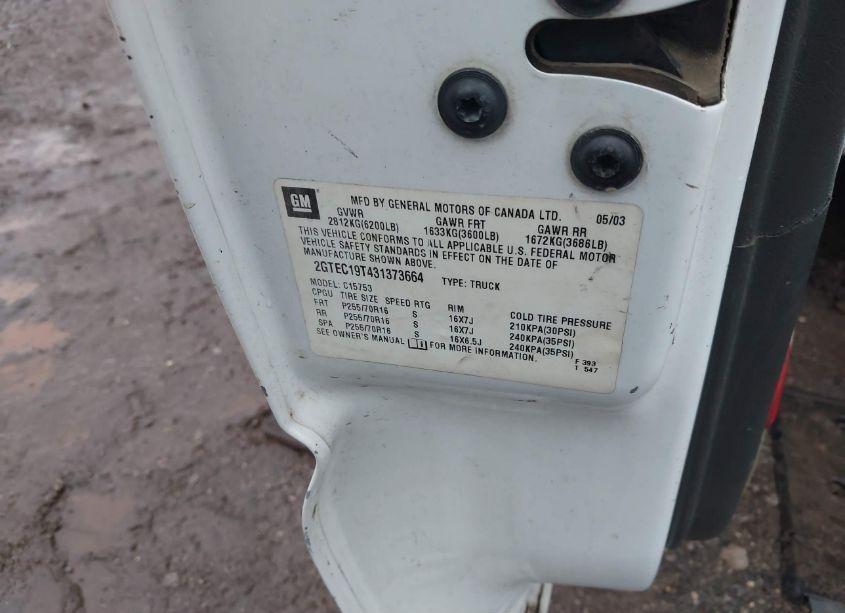 GM MFD BY GENERAL MOTORS OF CANADA LTD. 05/03
GVWR GAWR FRT GAWR RR
2812KG(6200LB) 1633KG(3600LB) 1672KG(3686LB)
THIS VEHICLE CONFORMS TO ALL APPLICABLE U.S. FEDERAL MOTOR
VEHICLE SAFETY STANDARDS IN EFFECT ON THE DATE OF
MANUFACTURE SHOWN ABOVE.
2GTEC19T431373664 TYPE: TRUCK
MODEL: C15753
CPGU TIRE SIZE SPEED RTG RIM COLD TIRE PRESSURE
FRT P255/70R16 S 16X7J 210KPA(30PSI)
RR P255/70R16 S 16X7J 240KPA(35PSI)
SPA P255/70R16 S 16X6.5J 240KPA(35PSI)
SEE OWNER'S MANUAL FOR MORE INFORMATION.
F 393
T 547